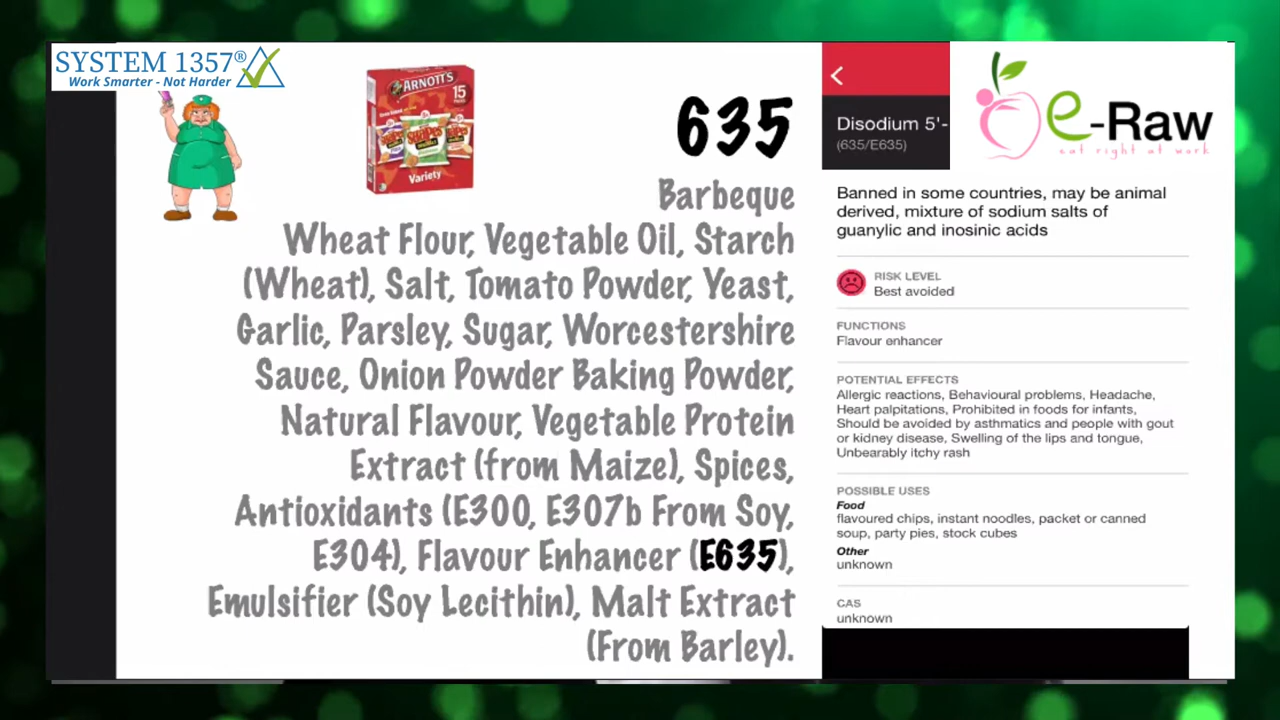 SYSTEM 1357®
Work Smarter - Not Harder
ARNOTT'S
15
Shapes
Variety
635
Barbeque
Wheat Flour, Vegetable Oil, Starch
(Wheat), Salt, Tomato Powder, Yeast,
Garlic, Parsley, Sugar, Worcestershire
Sauce, Onion Powder Baking Powder,
Natural Flavour, Vegetable Protein
Extract (from Maize), Spices,
Antioxidants (E300, E307b From Soy,
E304), Flavour Enhancer (E635),
Emulsifier (Soy Lecithin), Malt Extract
(From Barley).
Disodium 5'-
(635/E635)
e-Raw
eat right at work
Banned in some countries, may be animal
derived, mixture of sodium salts of
guanylic and inosinic acids
RISK LEVEL
Best avoided
FUNCTIONS
Flavour enhancer
POTENTIAL EFFECTS
Allergic reactions, Behavioural problems, Headache,
Heart palpitations, Prohibited in foods for infants,
Should be avoided by asthmatics and people with gout
or kidney disease, Swelling of the lips and tongue,
Unbearably itchy rash
POSSIBLE USES
Food
flavoured chips, instant noodles, packet or canned
soup, party pies, stock cubes
Other
unknown
CAS
unknown